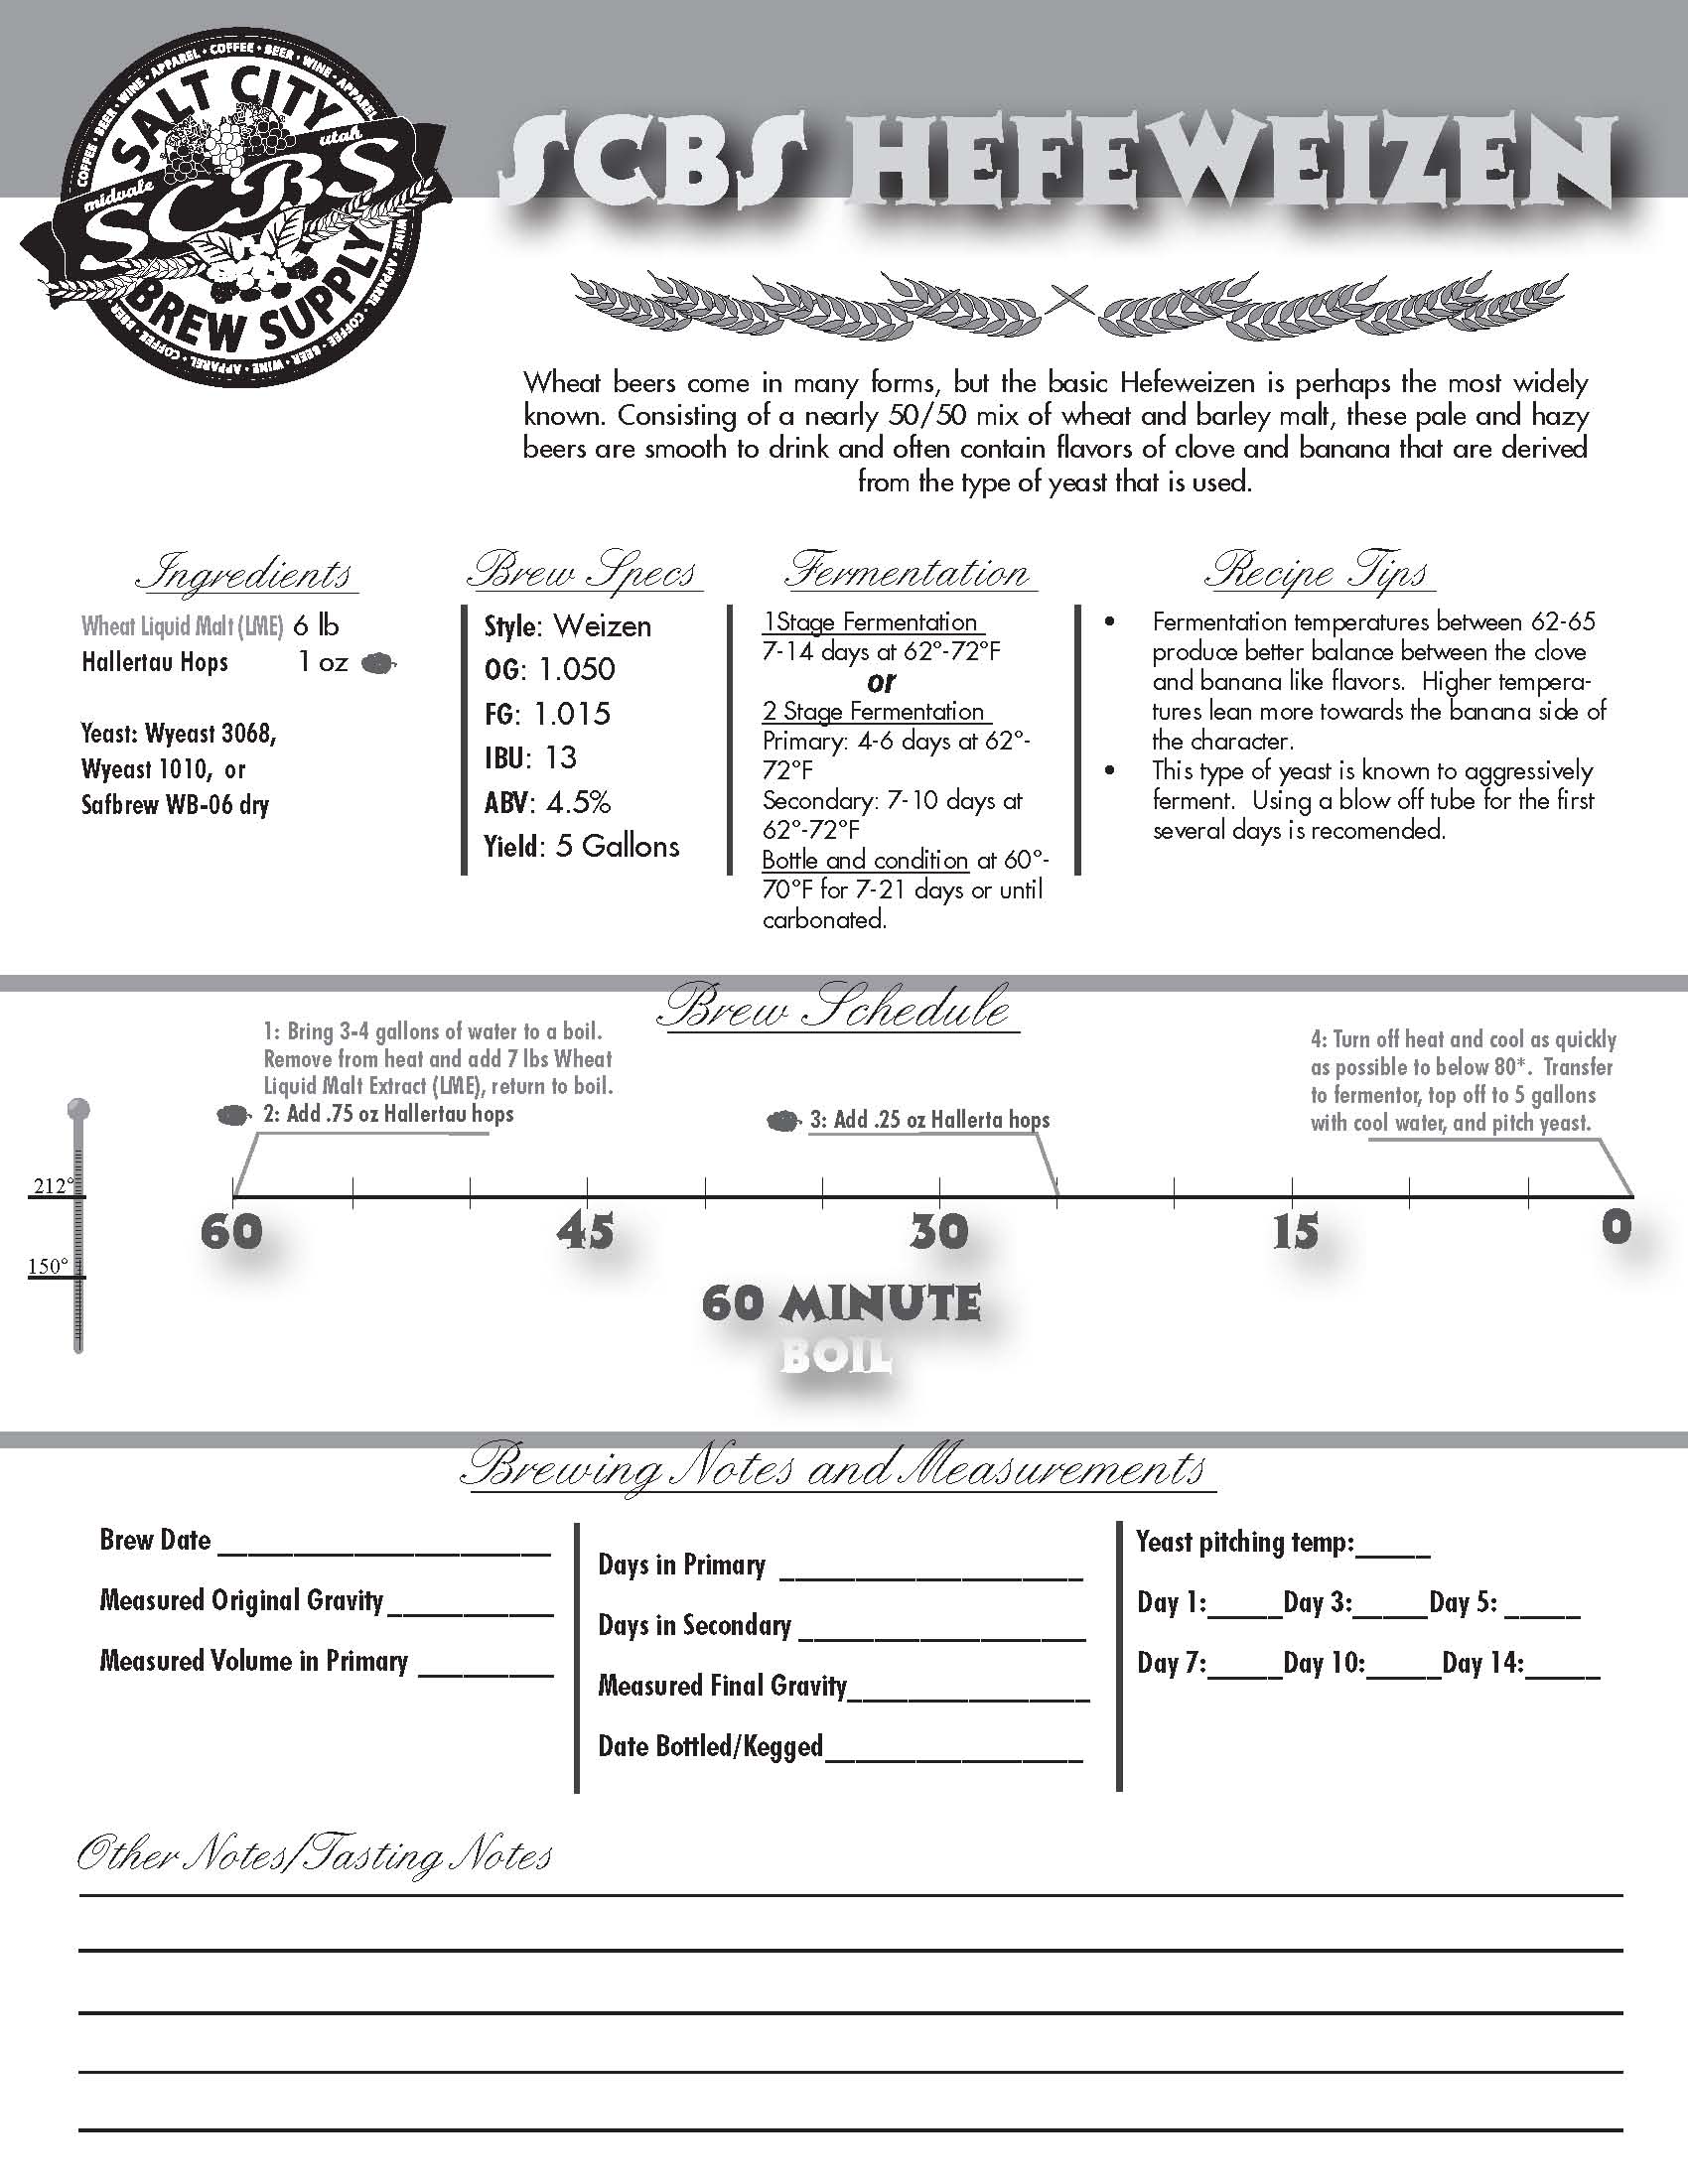 COFFEE • BEER • WINE • APPAREL • COFFEE • BEER • WINE • APPAREL
SALT CITY
midvale
utah
SCBS
BREW SUPPLY
SCBS HEFEWEIZEN
Wheat beers come in many forms, but the basic Hefeweizen is perhaps the most widely
known. Consisting of a nearly 50/50 mix of wheat and barley malt, these pale and hazy
beers are smooth to drink and often contain flavors of clove and banana that are derived
from the type of yeast that is used.
Ingredients
Wheat Liquid Malt (LME) 6 lb
Hallertau Hops 1 oz
Yeast: Wyeast 3068,
Wyeast 1010, or
Safbrew WB-06 dry
Brew Specs
Style: Weizen
OG: 1.050
FG: 1.015
IBU: 13
ABV: 4.5%
Yield: 5 Gallons
Fermentation
1Stage Fermentation
7-14 days at 62°-72°F
or
2 Stage Fermentation
Primary: 4-6 days at 62°-
72°F
Secondary: 7-10 days at
62°-72°F
Bottle and condition at 60°-
70°F for 7-21 days or until
carbonated.
Recipe Tips
• Fermentation temperatures between 62-65
produce better balance between the clove
and banana like flavors. Higher tempera-
tures lean more towards the banana side of
the character.
• This type of yeast is known to aggressively
ferment. Using a blow off tube for the first
several days is recomended.
Brew Schedule
1: Bring 3-4 gallons of water to a boil.
Remove from heat and add 7 lbs Wheat
Liquid Malt Extract (LME), return to boil.
2: Add .75 oz Hallertau hops
3: Add .25 oz Hallerta hops
4: Turn off heat and cool as quickly
as possible to below 80*. Transfer
to fermentor, top off to 5 gallons
with cool water, and pitch yeast.
212°
150°
60 45 30 15 0
60 MINUTE
BOIL
Brewing Notes and Measurements
Brew Date ______________________
Measured Original Gravity___________
Measured Volume in Primary _________
Days in Primary ____________________
Days in Secondary ___________________
Measured Final Gravity________________
Date Bottled/Kegged_________________
Yeast pitching temp:_____
Day 1:_____Day 3:_____Day 5: _____
Day 7:_____Day 10:_____Day 14:_____
Other Notes/Tasting Notes